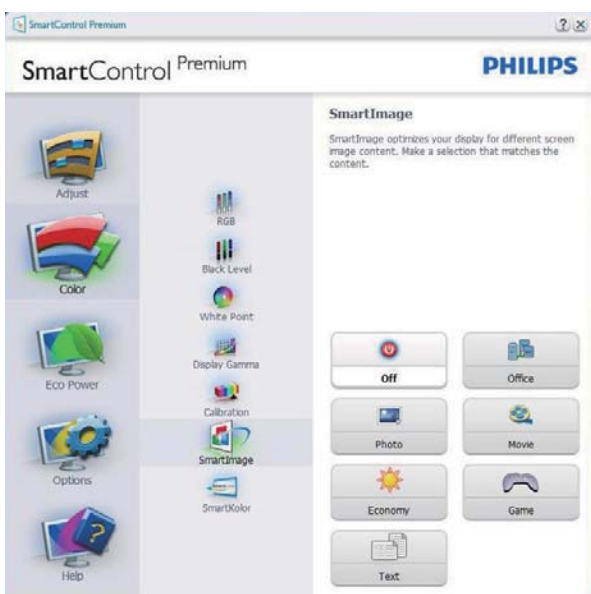 SmartControl Premium
SmartControl Premium
PHILIPS
Adjust
Color
Eco Power
Options
Help
RGB
Black Level
White Point
Display Gamma
Calibration
SmartImage
SmartKolor
SmartImage
SmartImage optimizes your display for different screen
image content. Make a selection that matches the
content.
Off
Office
Photo
Movie
Economy
Game
Text